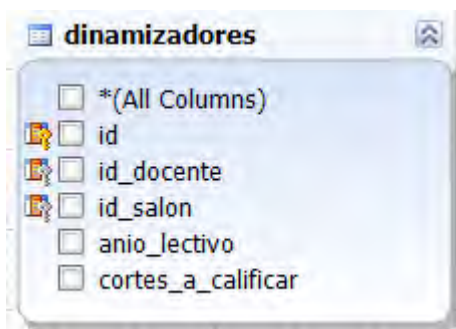 dinamizadores
*(All Columns)
id
id_docente
id_salon
anio_lectivo
cortes_a_calificar